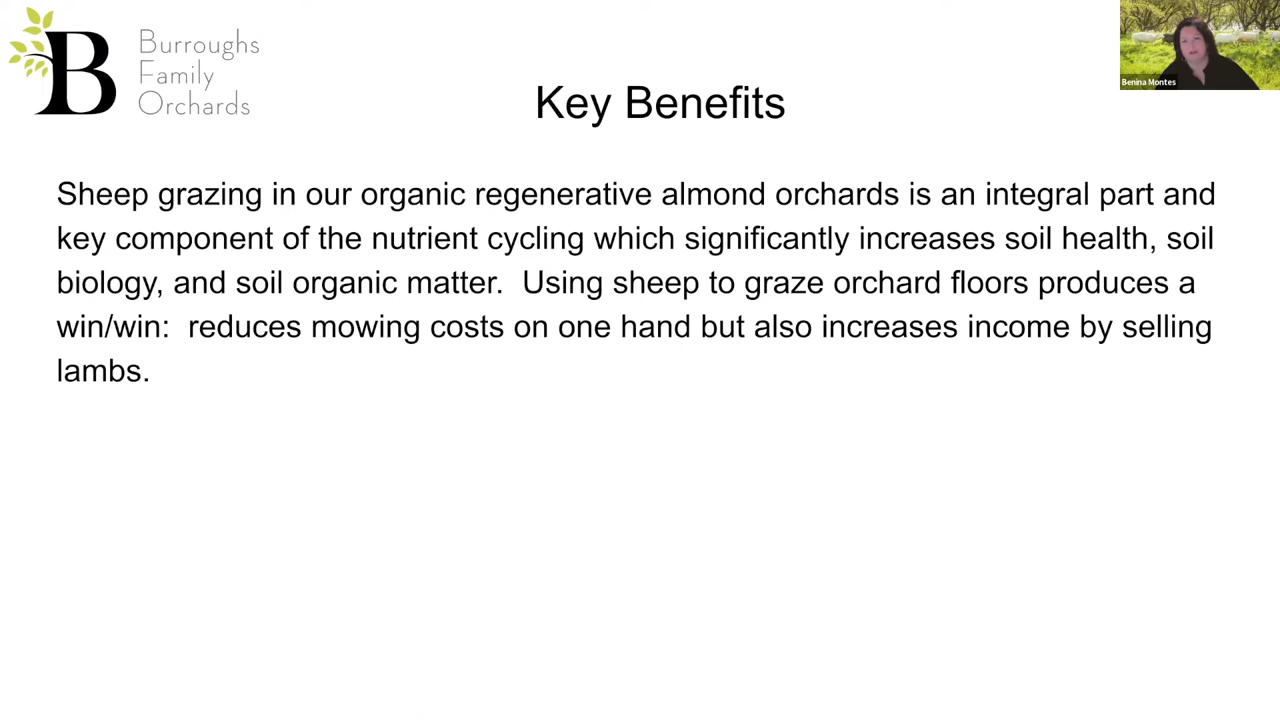 Burroughs
Family
Orchards
B
Benina Montes
Key Benefits
Sheep grazing in our organic regenerative almond orchards is an integral part and
key component of the nutrient cycling which significantly increases soil health, soil
biology, and soil organic matter.  Using sheep to graze orchard floors produces a
win/win:  reduces mowing costs on one hand but also increases income by selling
lambs.